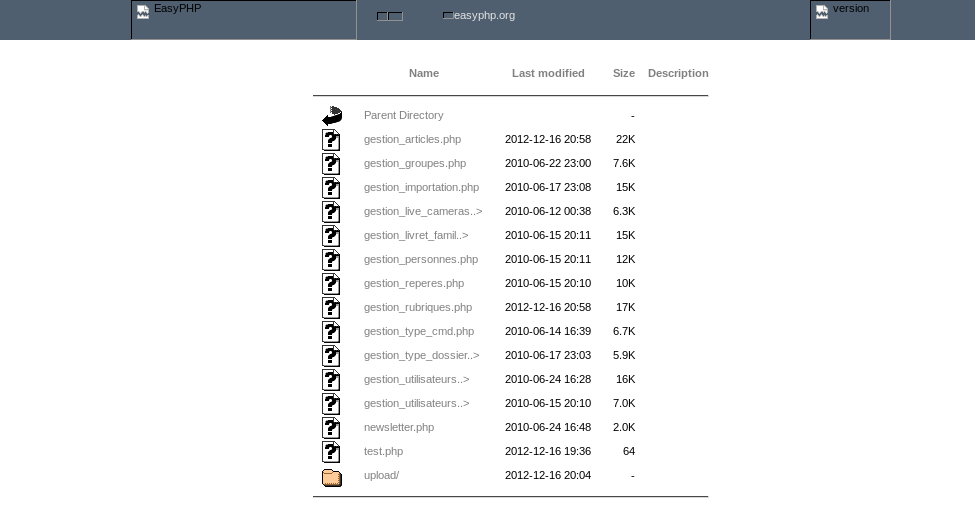 EasyPHP easyphp.org version
Name Last modified Size Description
Parent Directory -
gestion_articles.php 2012-12-16 20:58 22K
gestion_groupes.php 2010-06-22 23:00 7.6K
gestion_importation.php 2010-06-17 23:08 15K
gestion_live_cameras..> 2010-06-12 00:38 6.3K
gestion_livret_famil..> 2010-06-15 20:11 15K
gestion_personnes.php 2010-06-15 20:11 12K
gestion_reperes.php 2010-06-15 20:10 10K
gestion_rubriques.php 2012-12-16 20:58 17K
gestion_type_cmd.php 2010-06-14 16:39 6.7K
gestion_type_dossier..> 2010-06-17 23:03 5.9K
gestion_utilisateurs..> 2010-06-24 16:28 16K
gestion_utilisateurs..> 2010-06-15 20:10 7.0K
newsletter.php 2010-06-24 16:48 2.0K
test.php 2012-12-16 19:36 64
upload/ 2012-12-16 20:04 -